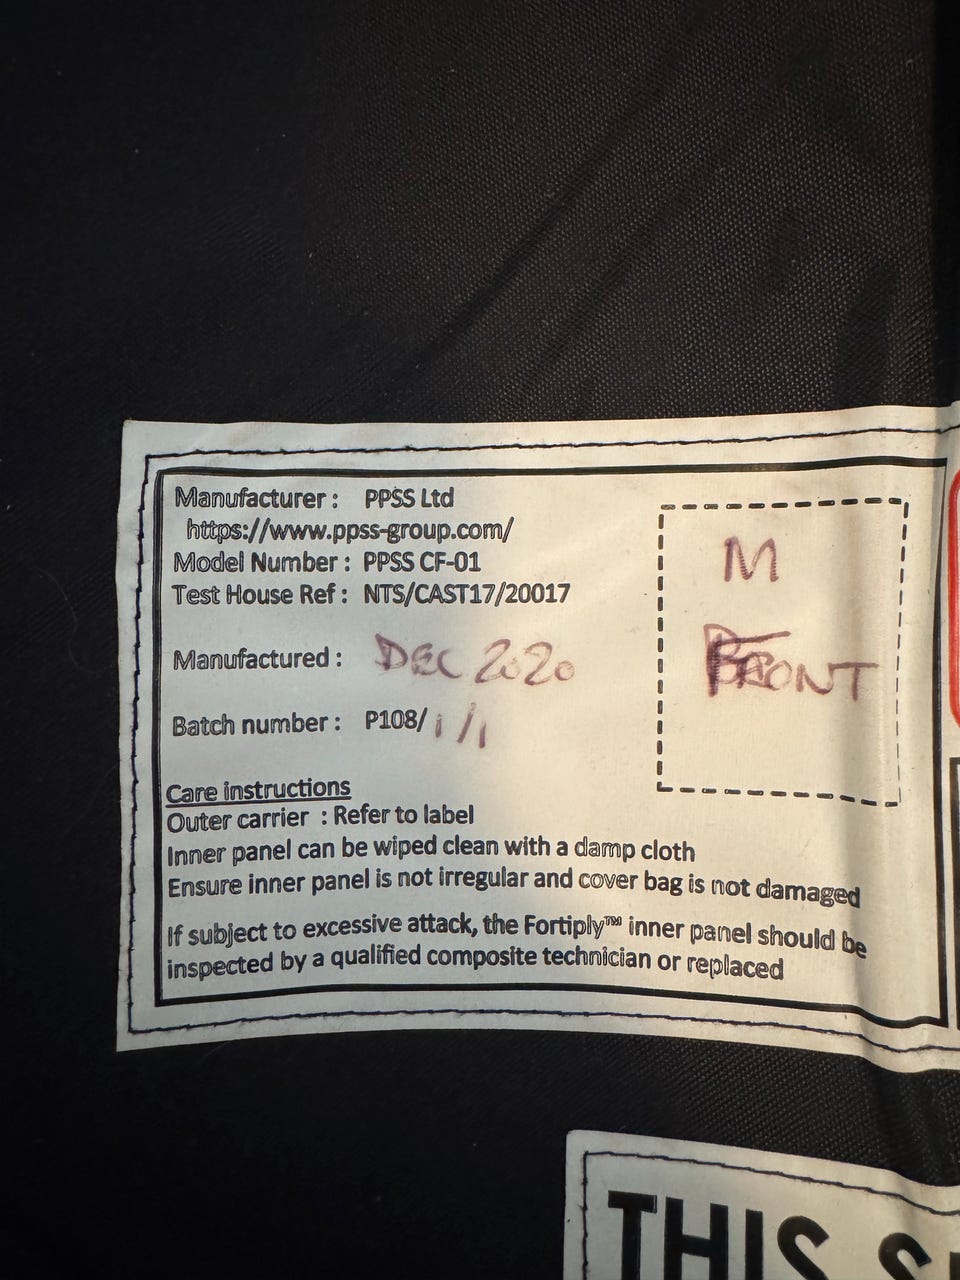 Manufacturer : PPSS Ltd
https://www.ppss-group.com/
Model Number : PPSS CF-01
Test House Ref : NTS/CAST17/20017
Manufactured : DEC 2020
Batch number : P108/1/1
M
FRONT
Care instructions
Outer carrier : Refer to label
Inner panel can be wiped clean with a damp cloth
Ensure inner panel is not irregular and cover bag is not damaged
If subject to excessive attack, the Fortiply™ inner panel should be
inspected by a qualified composite technician or replaced
THIS